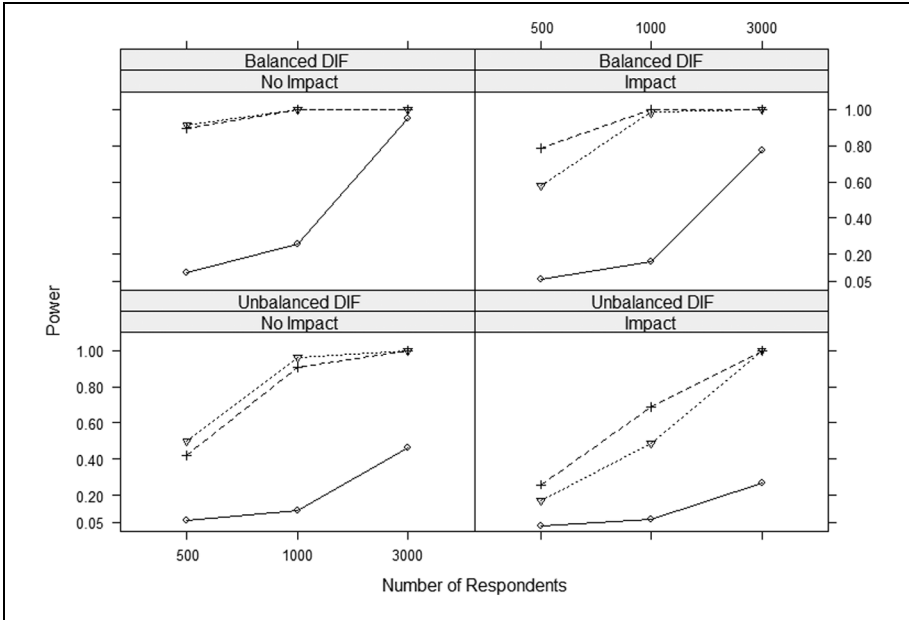 500 1000 3000
Balanced DIF Balanced DIF
No Impact Impact
1.00
0.80
0.60
0.40
0.20
0.05
Unbalanced DIF Unbalanced DIF
No Impact Impact
Power
1.00
0.80
0.60
0.40
0.20
0.05
500 1000 3000
Number of Respondents